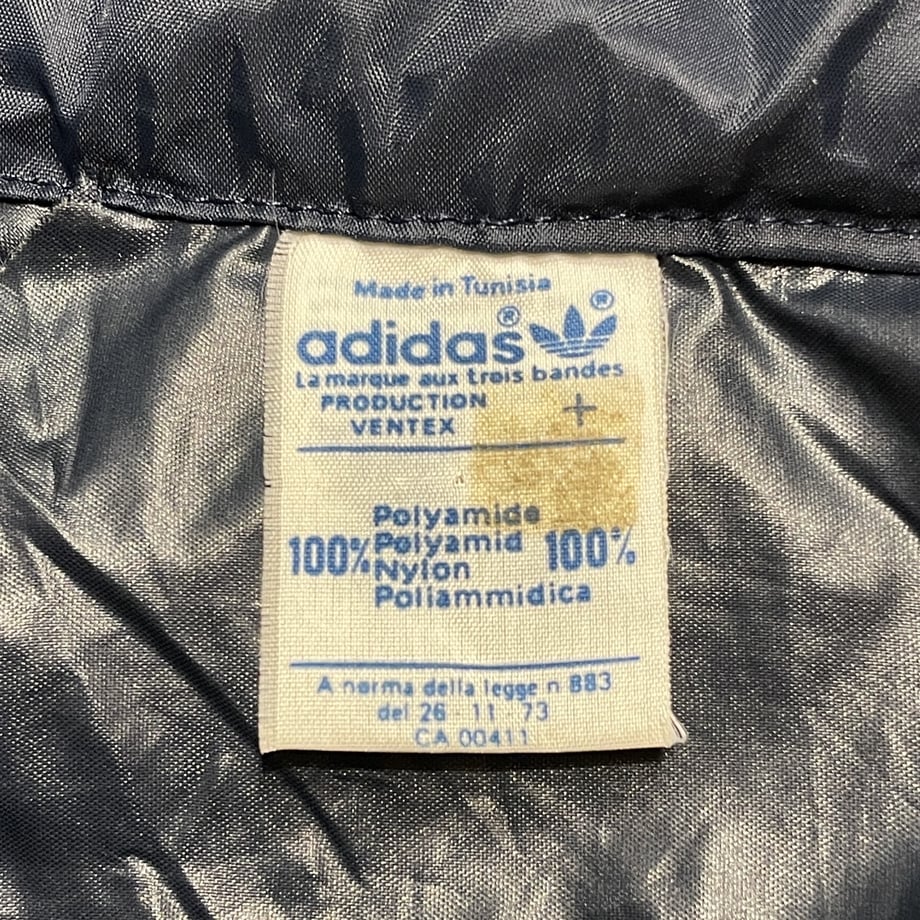 Made in Tunisia
adidas® ®
La marque aux trois bandes
PRODUCTION +
VENTEX
Polyamide
100% Polyamid 100%
Nylon
Poliammidica
A norma della legge n 883
del 26 - 11 - 73
CA 00411